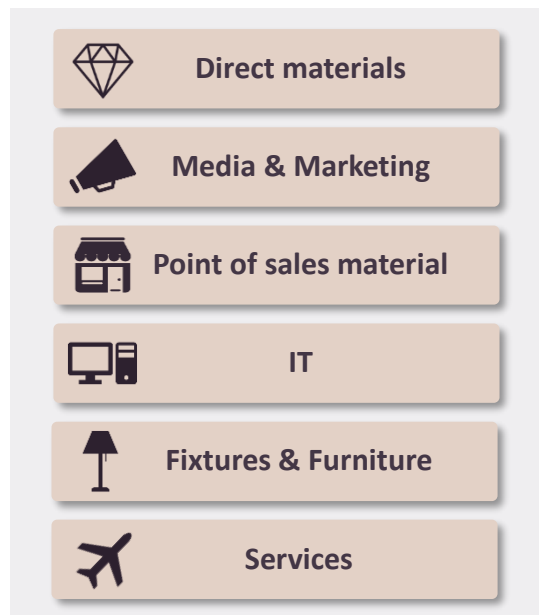 Direct materials
Media & Marketing
Point of sales material
IT
Fixtures & Furniture
Services